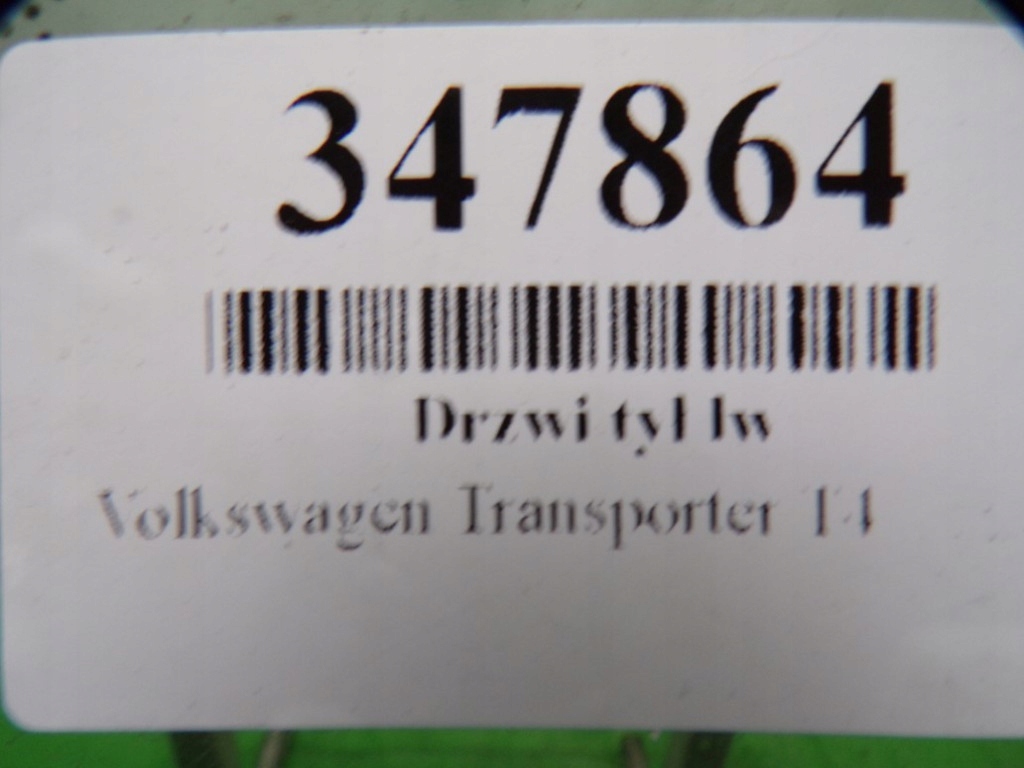 347864
Drzwi tył lw
Volkswagen Transporter T4